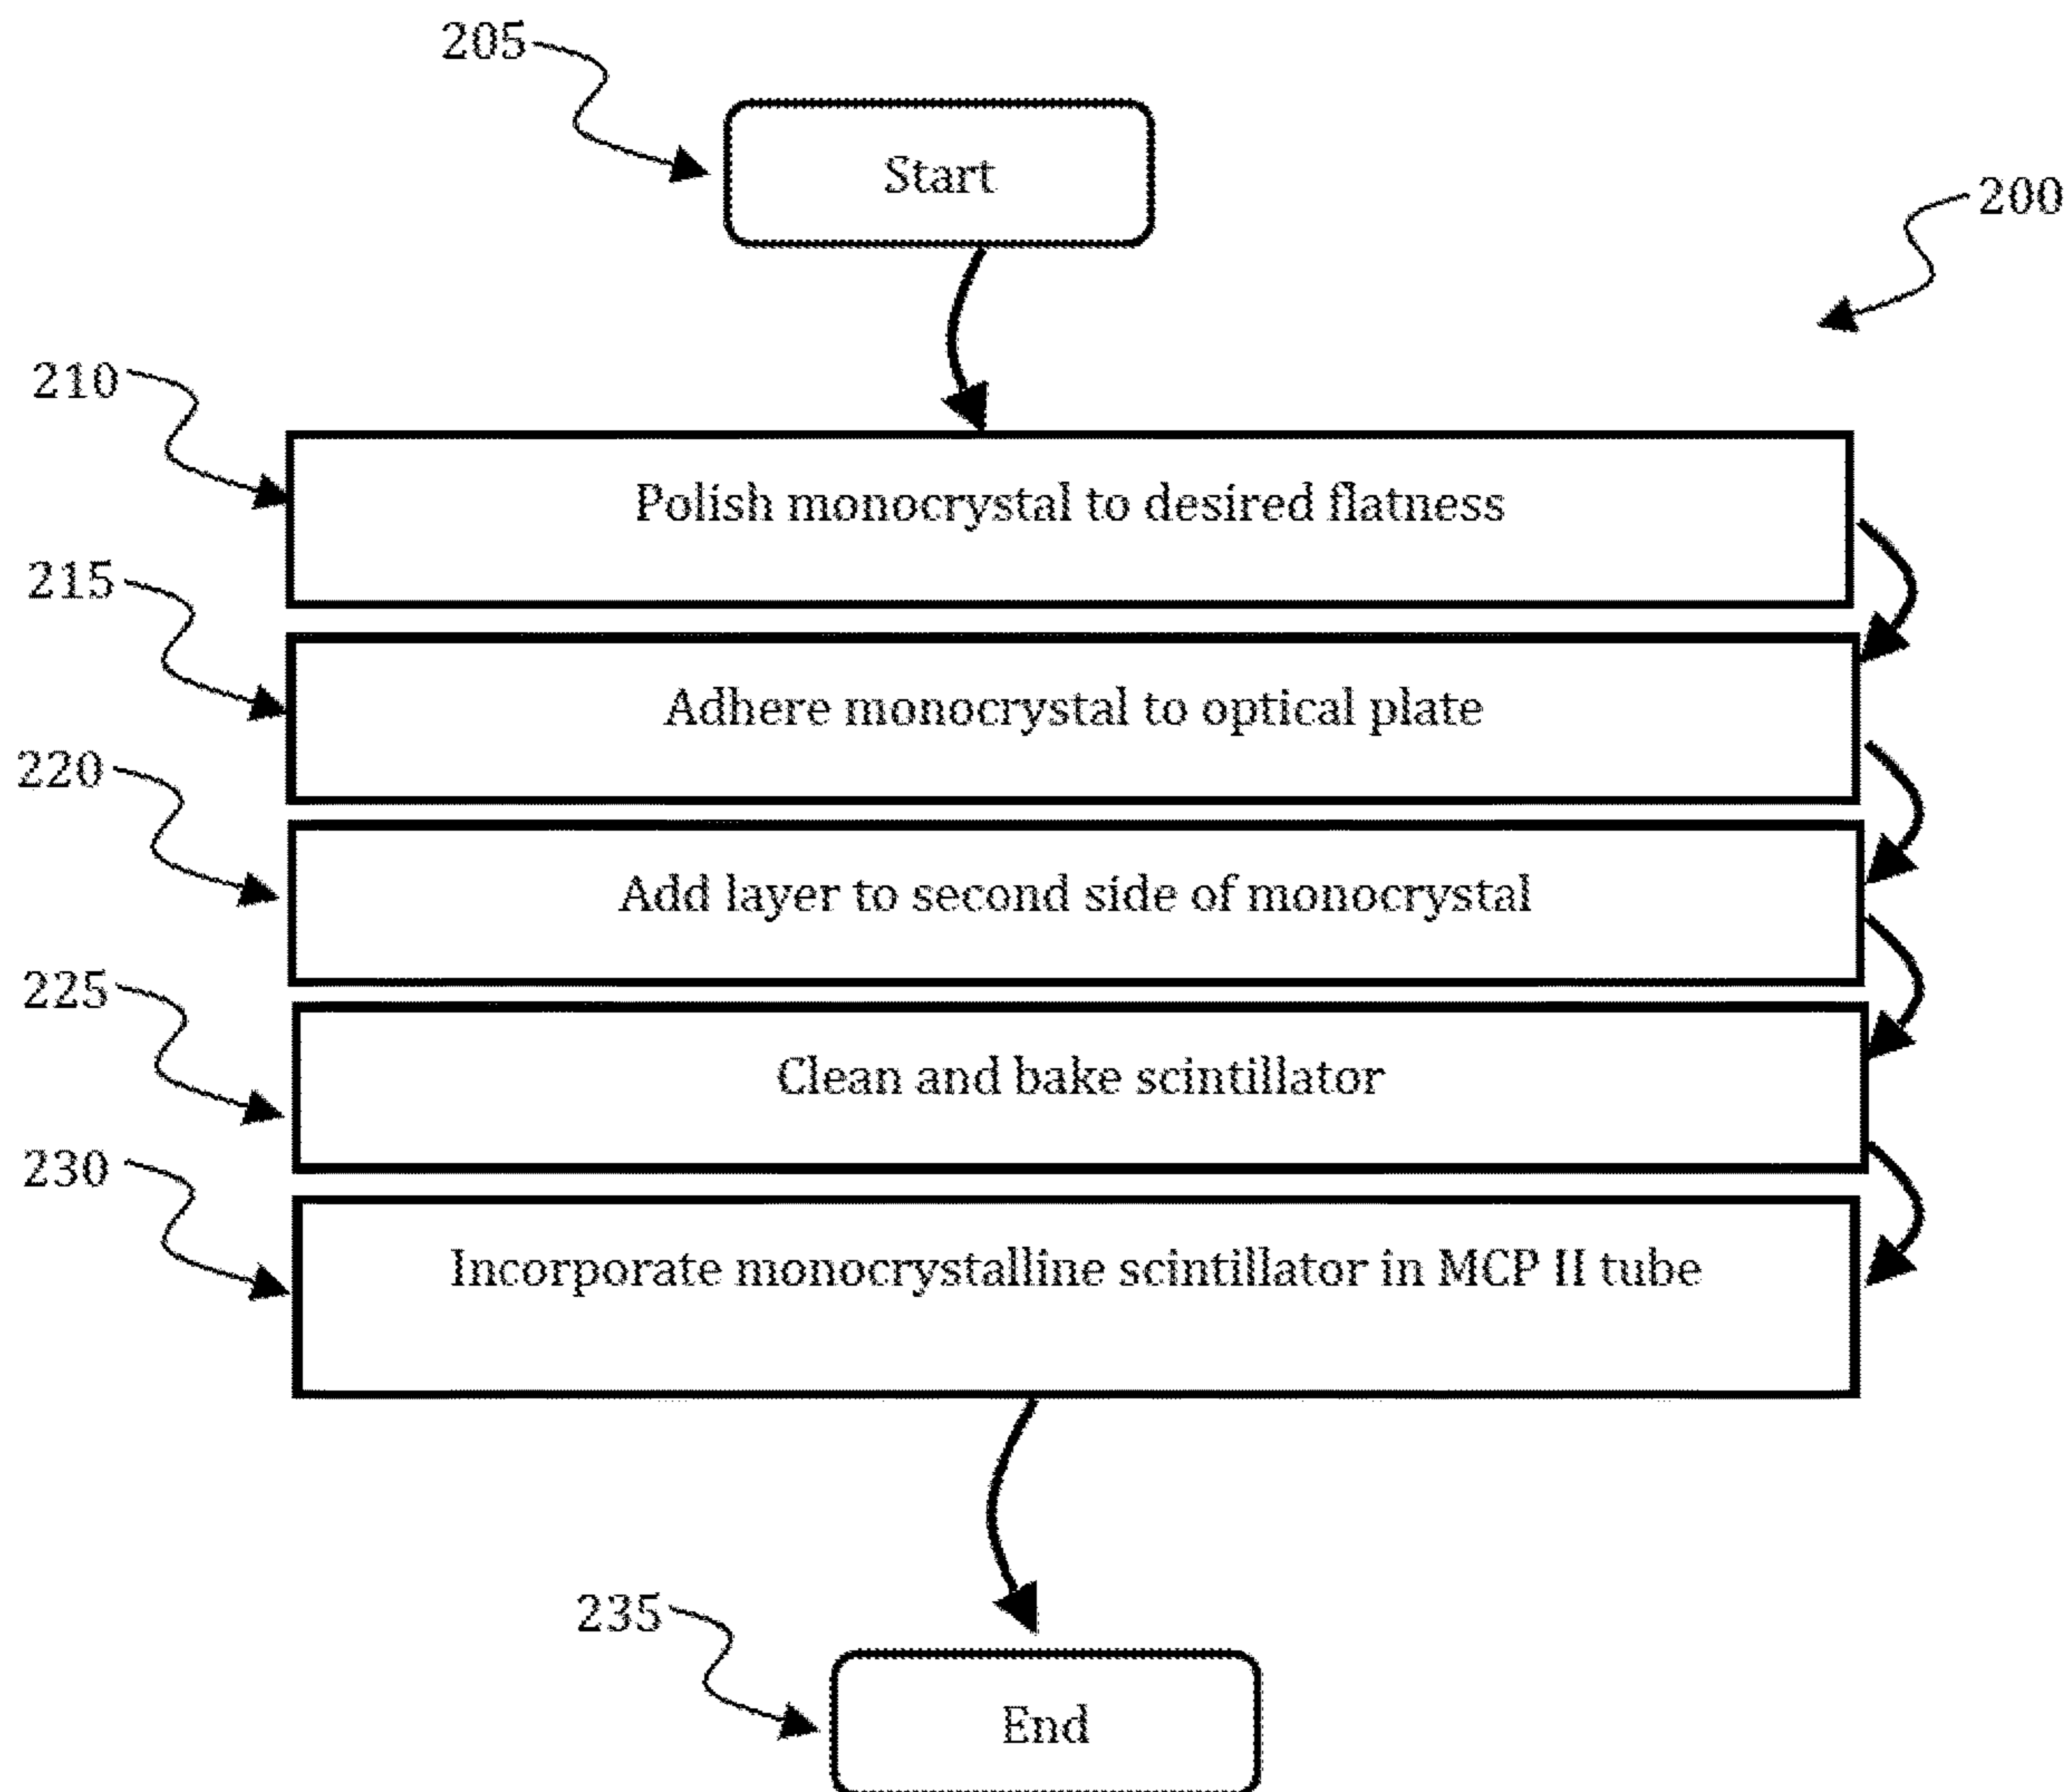 205
Start
200
210
Polish monocrystal to desired flatness
215
Adhere monocrystal to optical plate
220
Add layer to second side of monocrystal
225
Clean and bake scintillator
230
Incorporate monocrystalline scintillator in MCP II tube
235
End